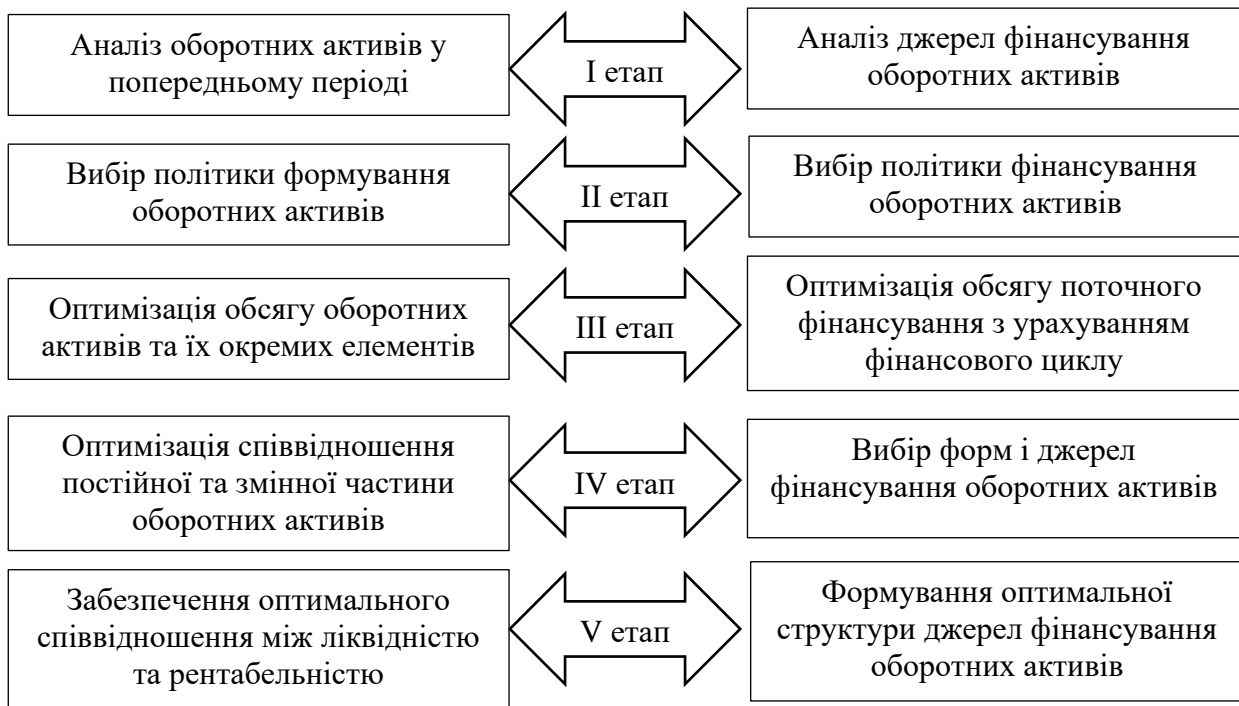 Аналіз оборотних активів у
попередньому періоді
I етап
Аналіз джерел фінансування
оборотних активів
Вибір політики формування
оборотних активів
II етап
Вибір політики фінансування
оборотних активів
Оптимізація обсягу оборотних
активів та їх окремих елементів
III етап
Оптимізація обсягу поточного
фінансування з урахуванням
фінансового циклу
Оптимізація співвідношення
постійної та змінної частини
оборотних активів
IV етап
Вибір форм і джерел
фінансування оборотних активів
Забезпечення оптимального
співвідношення між ліквідністю
та рентабельністю
V етап
Формування оптимальної
структури джерел фінансування
оборотних активів